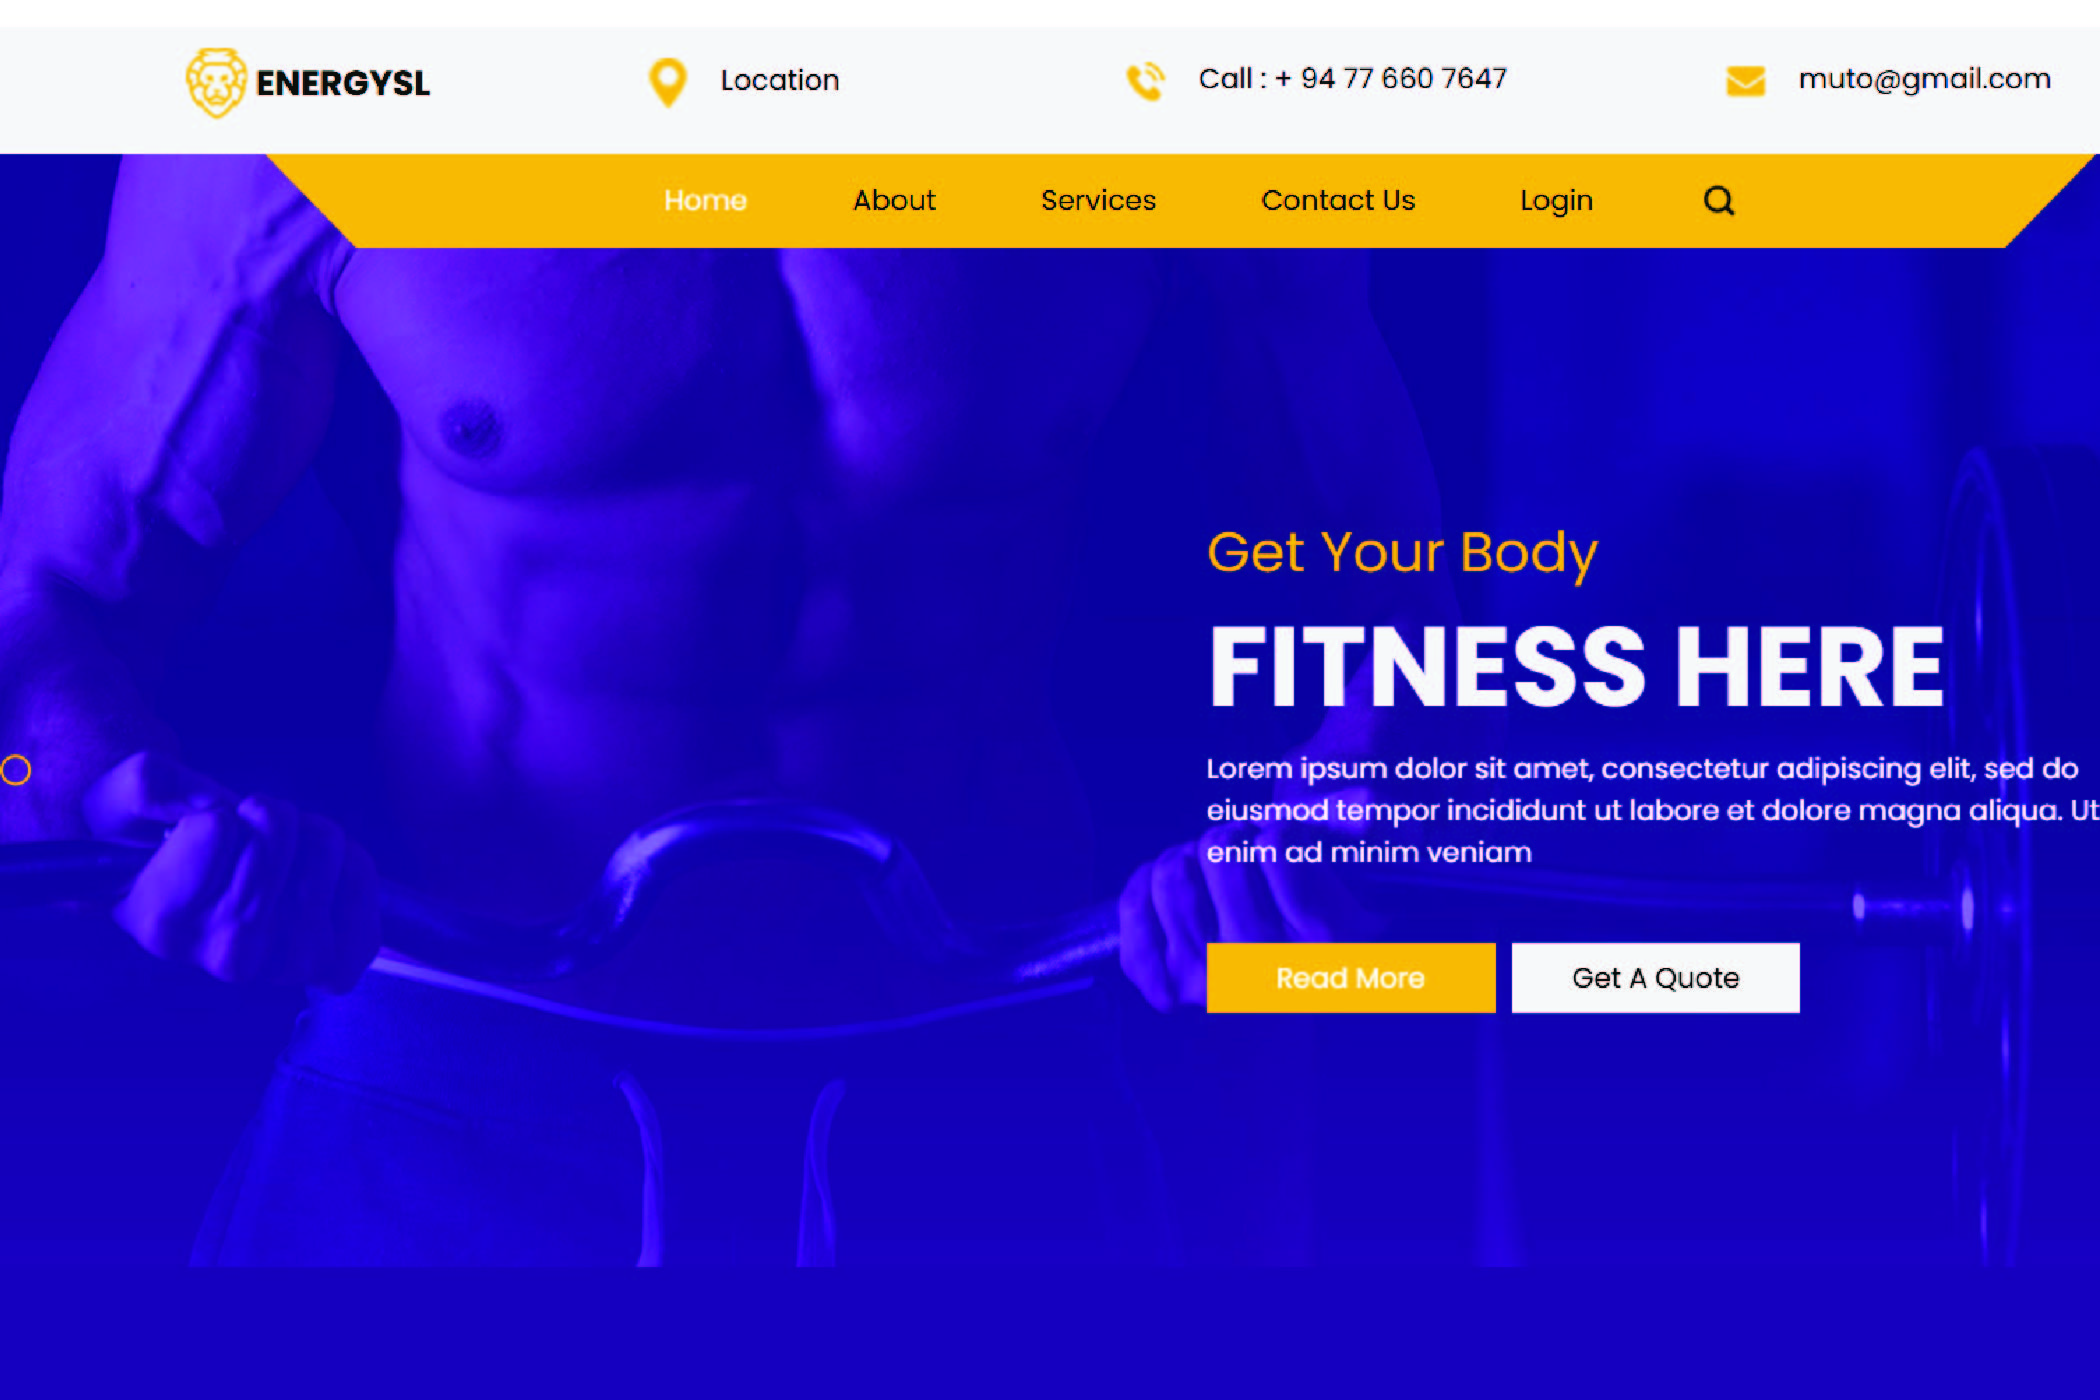 ENERGYSL
Location
Call : + 94 77 660 7647
muto@gmail.com
Home
About
Services
Contact Us
Login
Get Your Body
FITNESS HERE
Lorem ipsum dolor sit amet, consectetur adipiscing elit, sed do
eiusmod tempor incididunt ut labore et dolore magna aliqua. Ut
enim ad minim veniam
Read More
Get A Quote